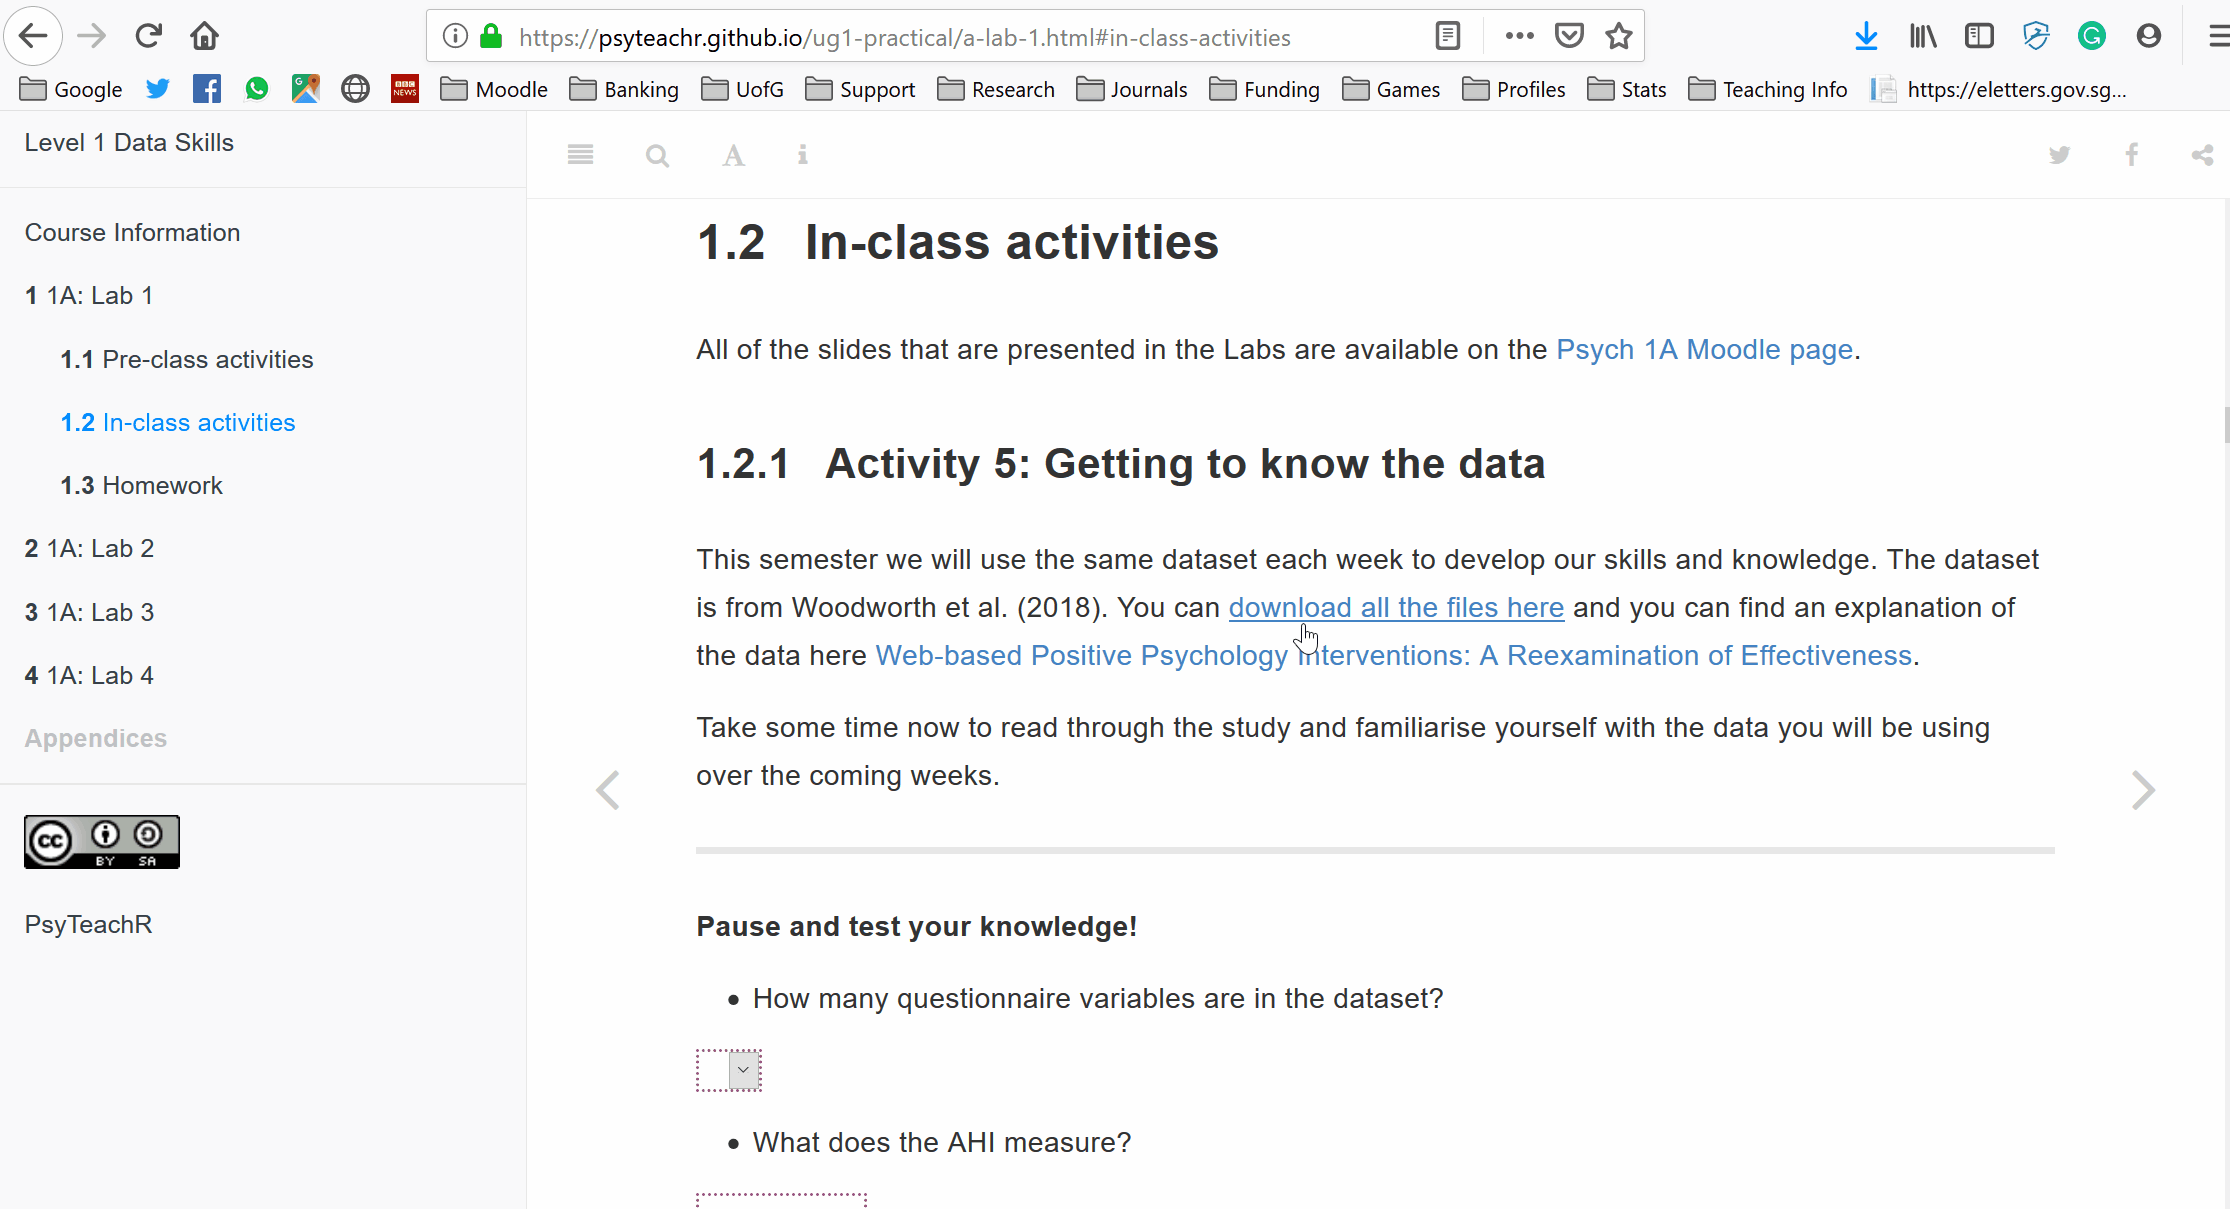 https://psyteachr.github.io/ug1-practical/a-lab-1.html#in-class-activities
Google
BBC NEWS
Moodle
Banking
UofG
Support
Research
Journals
Funding
Games
Profiles
Stats
Teaching Info
https://eletters.gov.sg...
Level 1 Data Skills
Course Information
1 1A: Lab 1
1.1 Pre-class activities
1.2 In-class activities
1.3 Homework
2 1A: Lab 2
3 1A: Lab 3
4 1A: Lab 4
Appendices
cc BY SA
PsyTeachR
1.2 In-class activities
All of the slides that are presented in the Labs are available on the Psych 1A Moodle page.
1.2.1 Activity 5: Getting to know the data
This semester we will use the same dataset each week to develop our skills and knowledge. The dataset
is from Woodworth et al. (2018). You can download all the files here and you can find an explanation of
the data here Web-based Positive Psychology Interventions: A Reexamination of Effectiveness.
Take some time now to read through the study and familiarise yourself with the data you will be using
over the coming weeks.
Pause and test your knowledge!
• How many questionnaire variables are in the dataset?
• What does the AHI measure?